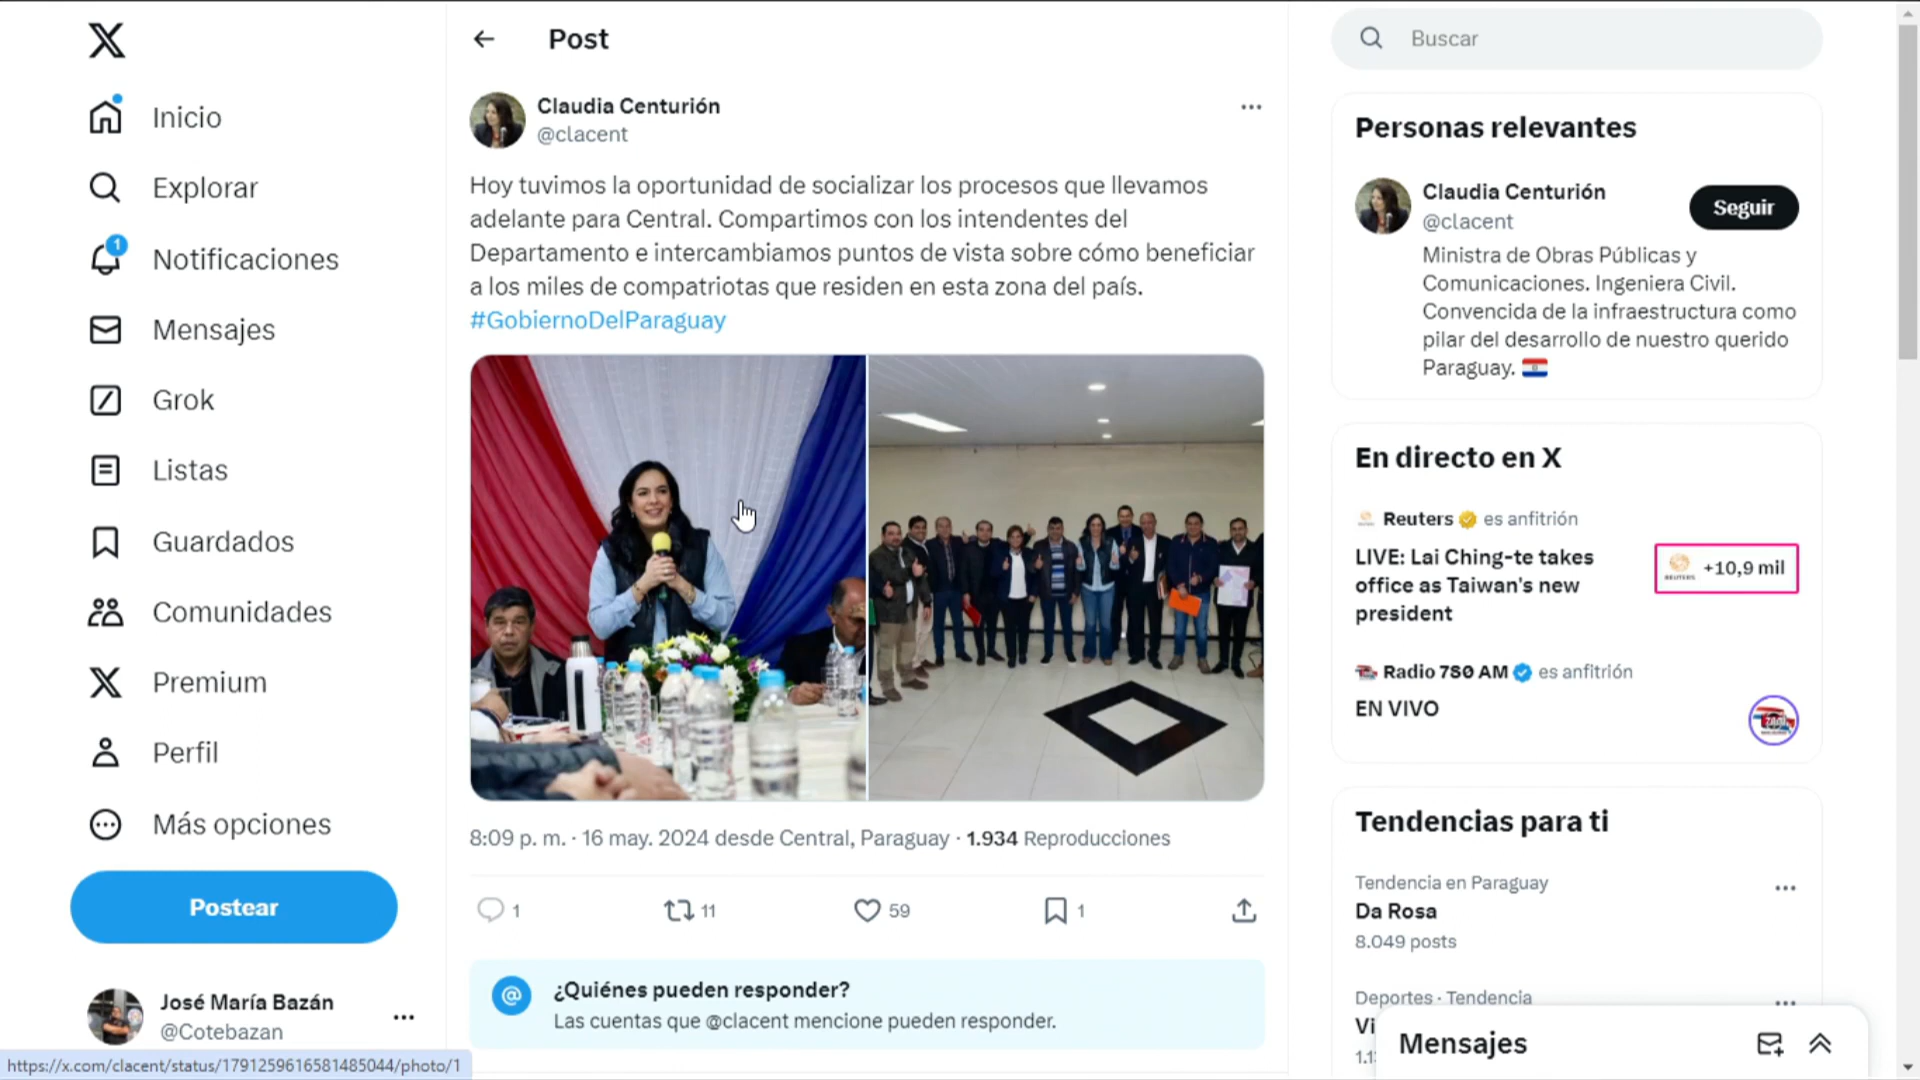 Inicio
Explorar
1
Notificaciones
Mensajes
Grok
Listas
Guardados
Comunidades
Premium
Perfil
Más opciones
Postear
José María Bazán
@Cotebazan
https://x.com/clacent/status/1791259616581485044/photo/1
Post
Claudia Centurión
@clacent
Hoy tuvimos la oportunidad de socializar los procesos que llevamos
adelante para Central. Compartimos con los intendentes del
Departamento e intercambiamos puntos de vista sobre cómo beneficiar
a los miles de compatriotas que residen en esta zona del país.
#GobiernoDelParaguay
8:09 p. m. · 16 may. 2024 desde Central, Paraguay · 1.934 Reproducciones
1
11
59
1
¿Quiénes pueden responder?
Las cuentas que @clacent mencione pueden responder.
Buscar
Personas relevantes
Claudia Centurión
@clacent
Seguir
Ministra de Obras Públicas y
Comunicaciones. Ingeniera Civil.
Convencida de la infraestructura como
pilar del desarrollo de nuestro querido
Paraguay.
En directo en X
Reuters es anfitrión
LIVE: Lai Ching-te takes
office as Taiwan's new
president
REUTERS
+10,9 mil
Radio 780 AM es anfitrión
EN VIVO
Tendencias para ti
Tendencia en Paraguay
Da Rosa
8.049 posts
Deportes · Tendencia
Mensajes